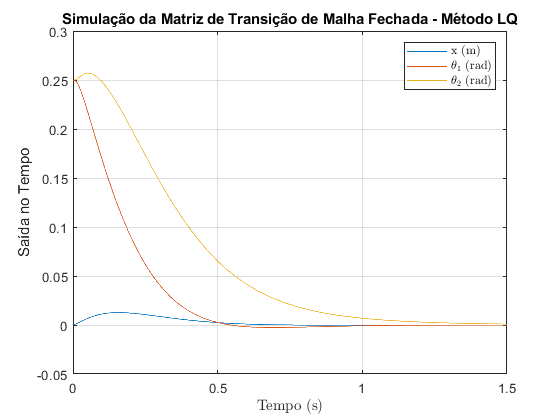 Simulação da Matriz de Transição de Malha Fechada - Método LQ
0.3
0.25
0.2
0.15
0.1
0.05
0
-0.05
0
0.5
1
1.5
Saída no Tempo
Tempo (s)
x (m)
θ₁ (rad)
θ₂ (rad)